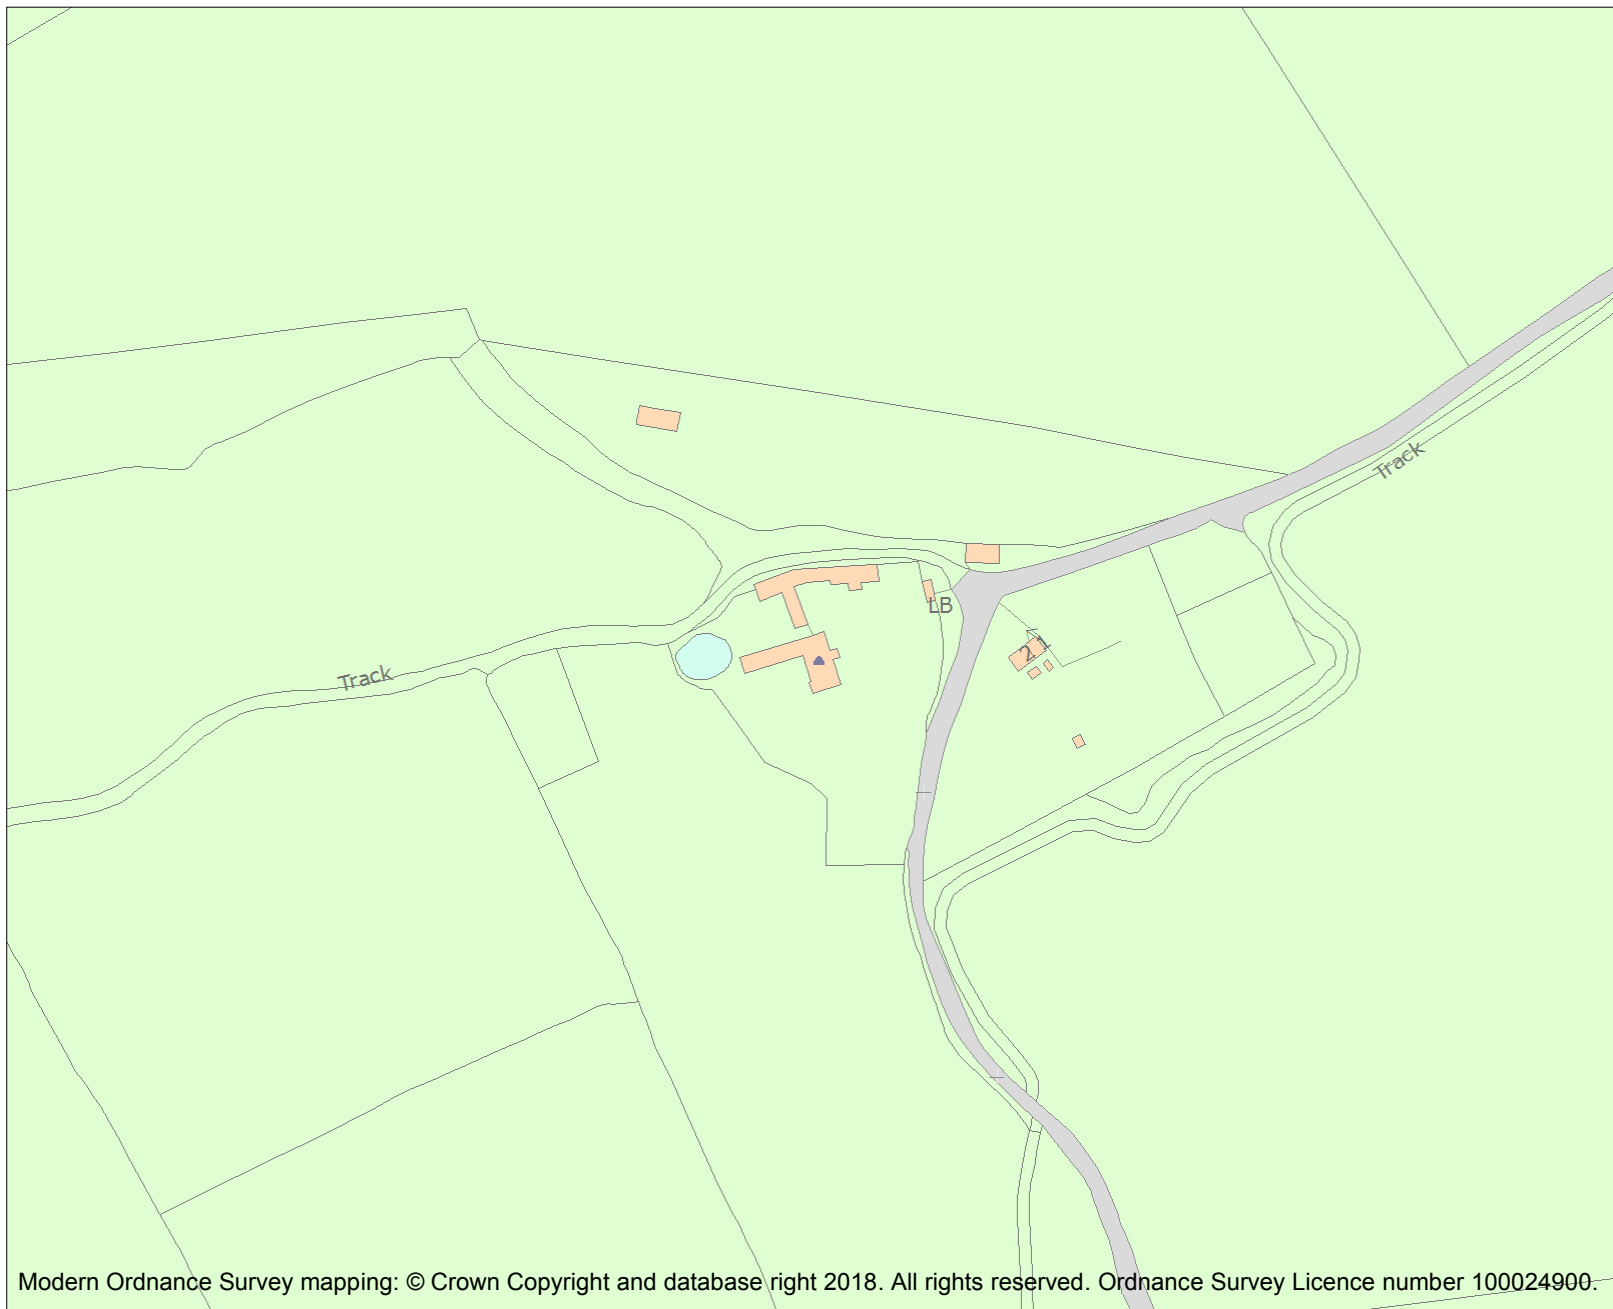 Track
LB
2 1
Track
Modern Ordnance Survey mapping: © Crown Copyright and database right 2018. All rights reserved. Ordnance Survey Licence number 100024900.